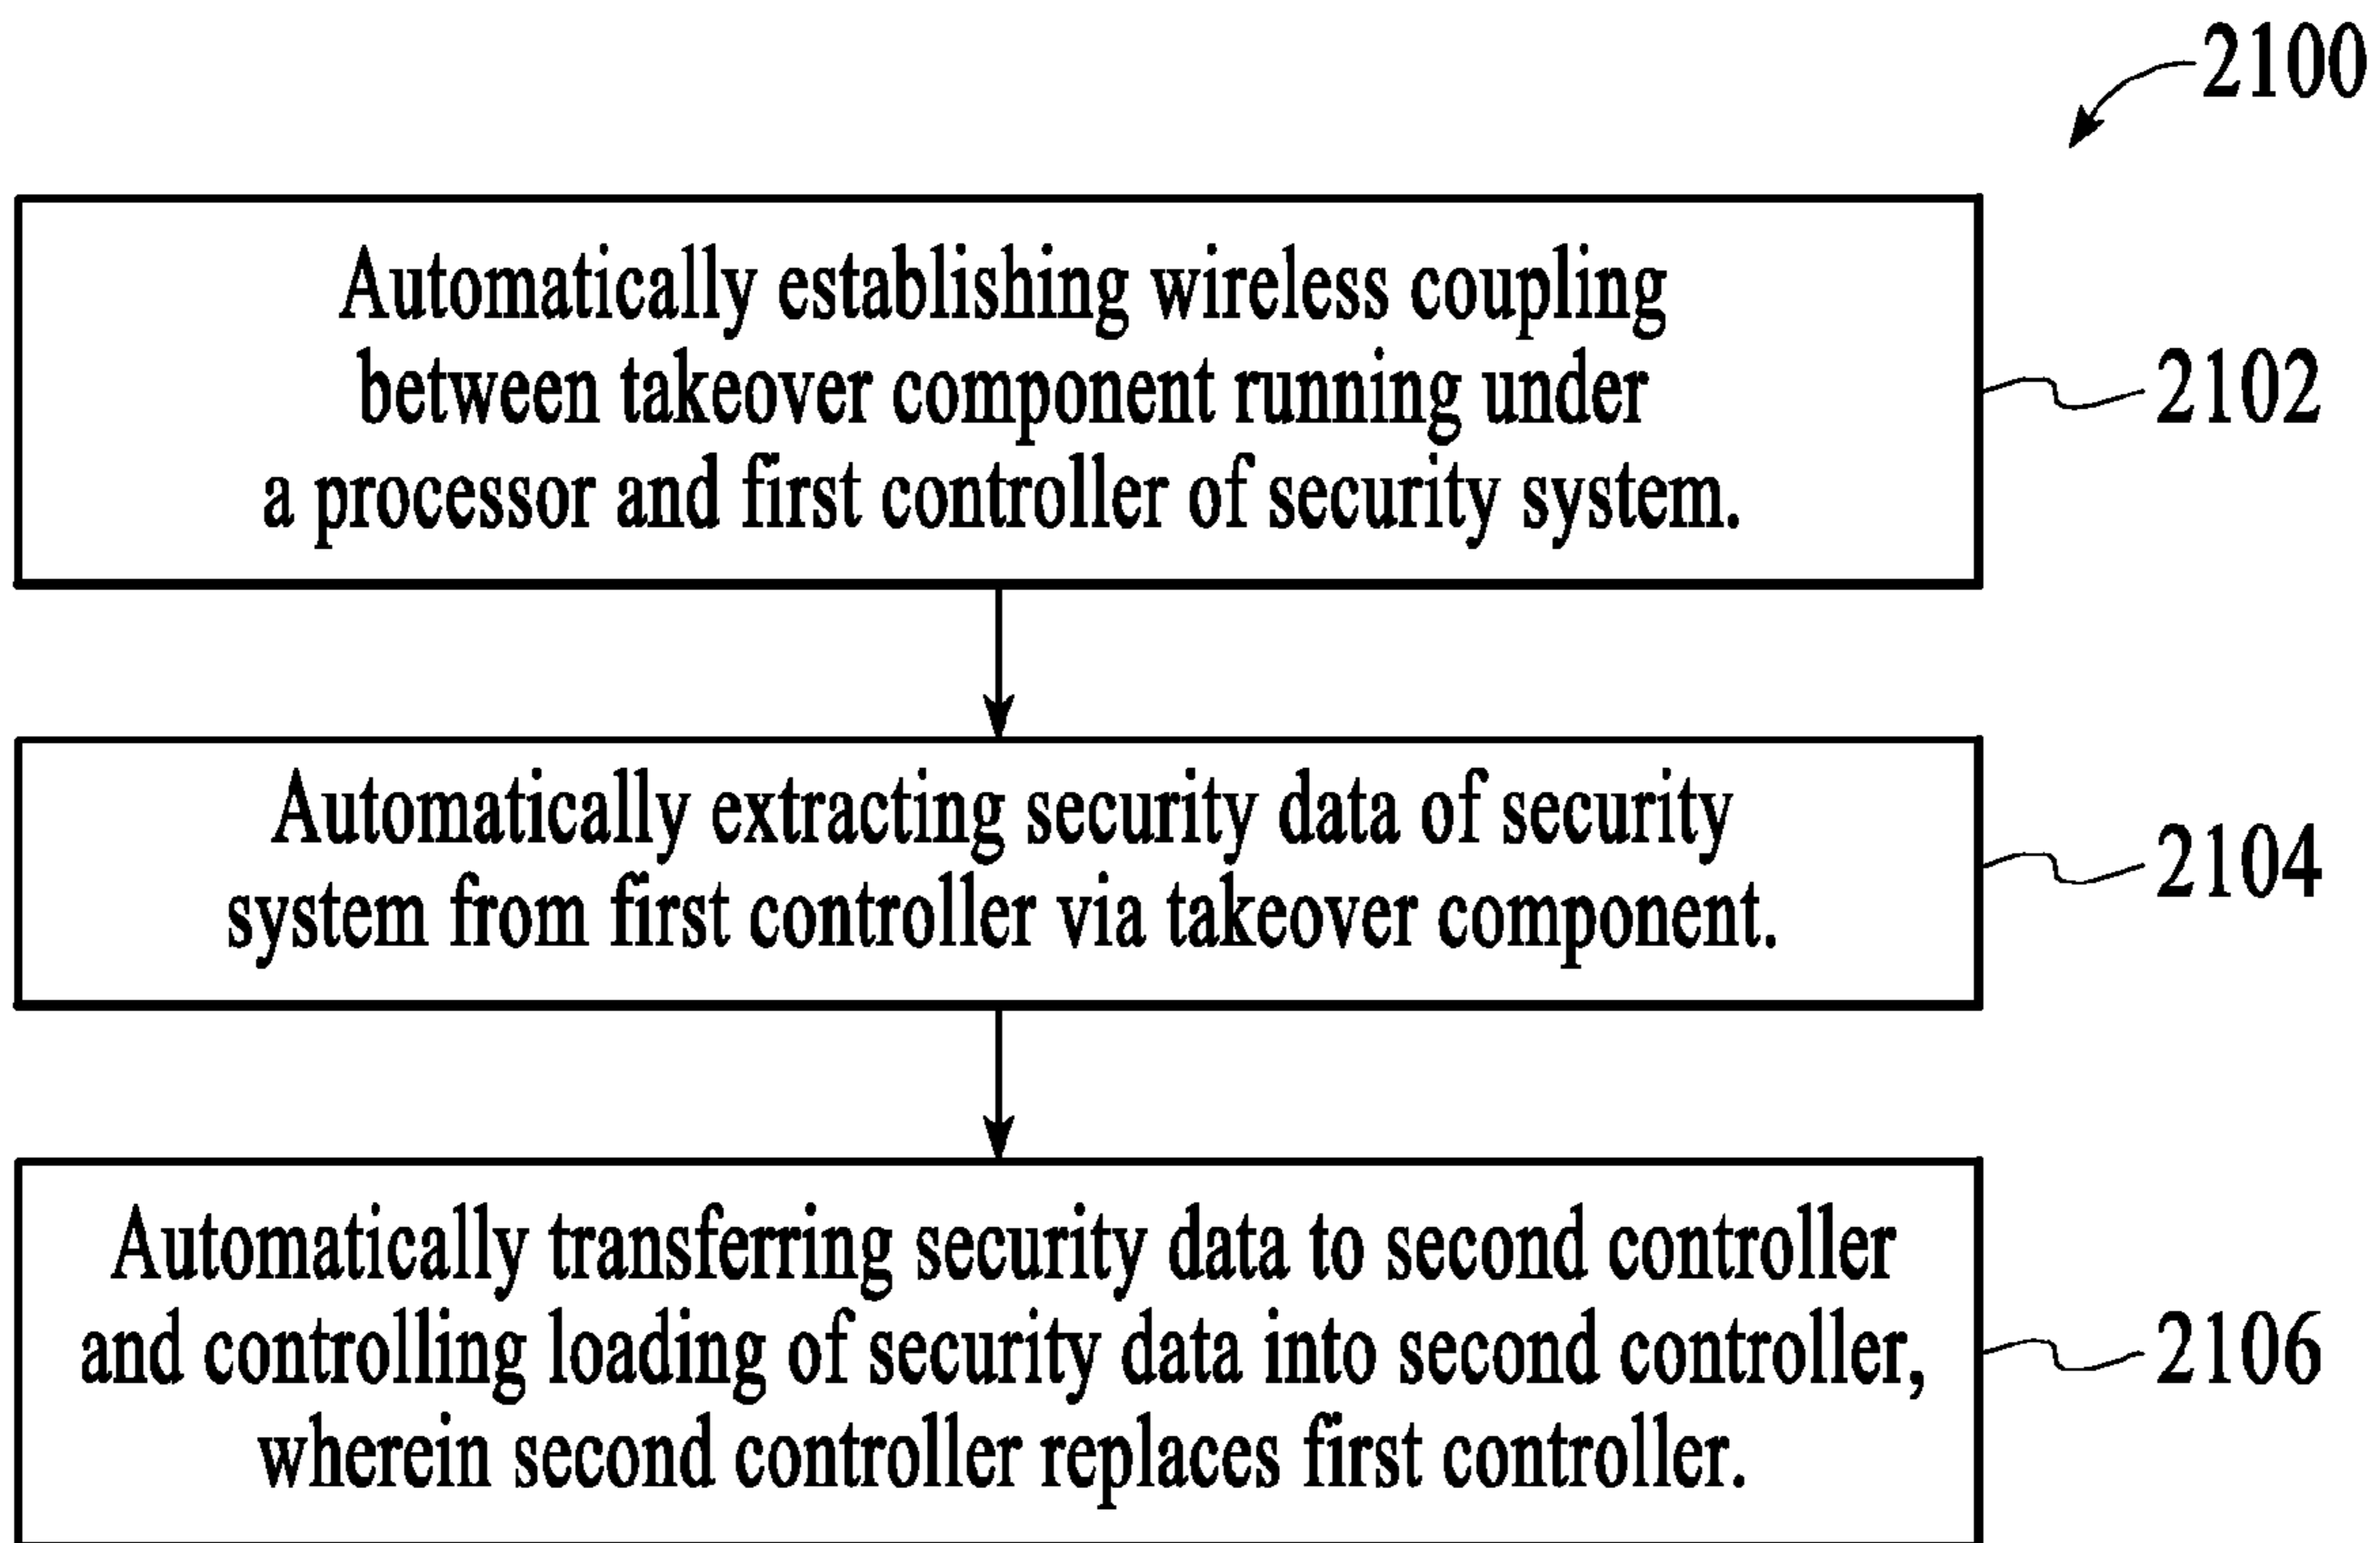 2100
Automatically establishing wireless coupling
between takeover component running under
a processor and first controller of security system.
2102
Automatically extracting security data of security
system from first controller via takeover component.
2104
Automatically transferring security data to second controller
and controlling loading of security data into second controller,
wherein second controller replaces first controller.
2106